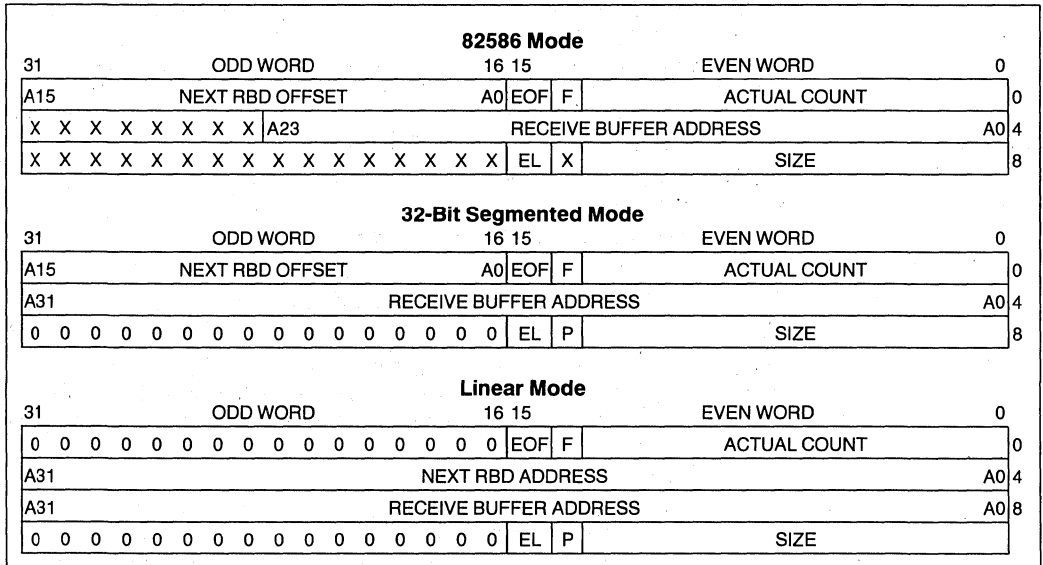 82586 Mode
31 ODD WORD 16 15 EVEN WORD 0
A15 NEXT RBD OFFSET A0 EOF F ACTUAL COUNT 0
X X X X X X X X A23 RECEIVE BUFFER ADDRESS A0 4
X X X X X X X X X X X X X X X X EL X SIZE 8
32-Bit Segmented Mode
31 ODD WORD 16 15 EVEN WORD 0
A15 NEXT RBD OFFSET A0 EOF F ACTUAL COUNT 0
A31 RECEIVE BUFFER ADDRESS A0 4
0 0 0 0 0 0 0 0 0 0 0 0 0 0 0 0 EL P SIZE 8
Linear Mode
31 ODD WORD 16 15 EVEN WORD 0
0 0 0 0 0 0 0 0 0 0 0 0 0 0 0 0 EOF F ACTUAL COUNT 0
A31 NEXT RBD ADDRESS A0 4
A31 RECEIVE BUFFER ADDRESS A0 8
0 0 0 0 0 0 0 0 0 0 0 0 0 0 0 0 EL P SIZE